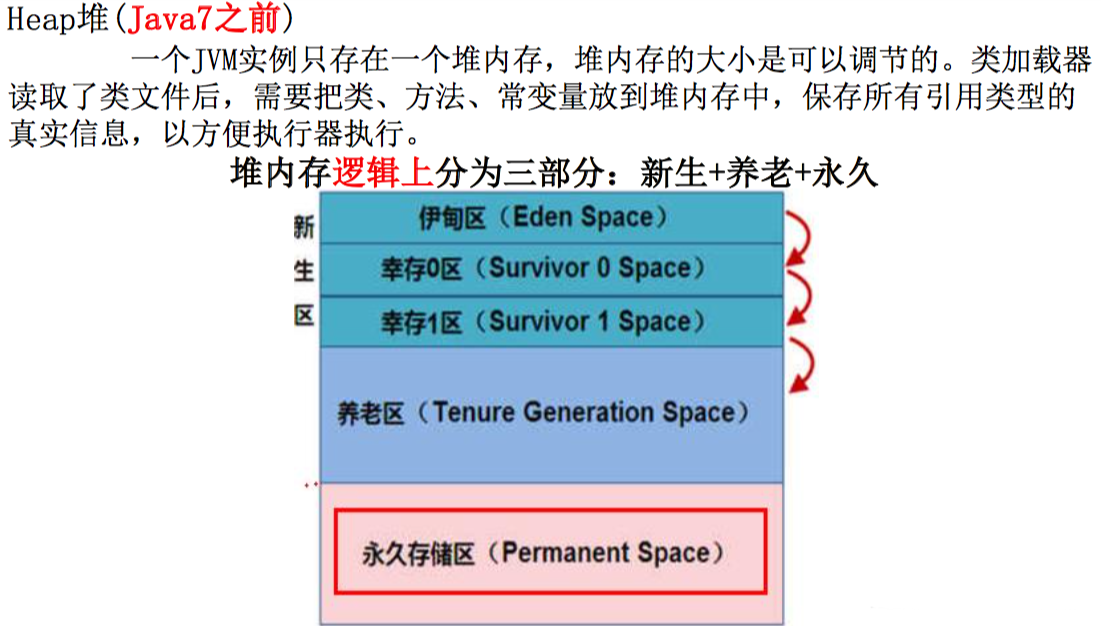 Heap堆(Java7之前)
一个JVM实例只存在一个堆内存，堆内存的大小是可以调节的。类加载器
读取了类文件后，需要把类、方法、常变量放到堆内存中，保存所有引用类型的
真实信息，以方便执行器执行。
堆内存逻辑上分为三部分：新生+养老+永久
新生区
伊甸区（Eden Space）
幸存0区（Survivor 0 Space）
幸存1区（Survivor 1 Space）
养老区（Tenure Generation Space）
永久存储区（Permanent Space）